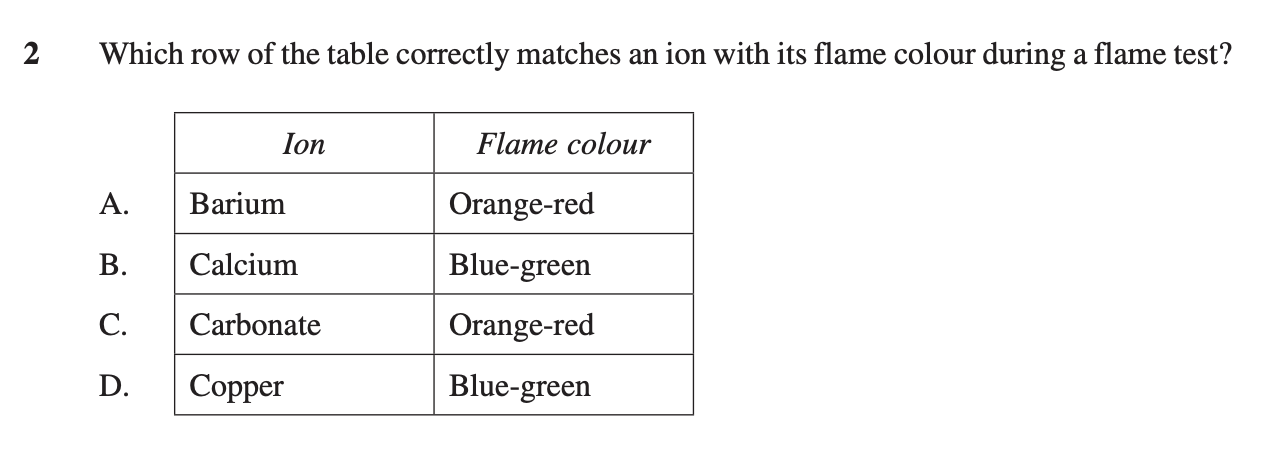 2 Which row of the table correctly matches an ion with its flame colour during a flame test?
Ion Flame colour
A. Barium Orange-red
B. Calcium Blue-green
C. Carbonate Orange-red
D. Copper Blue-green